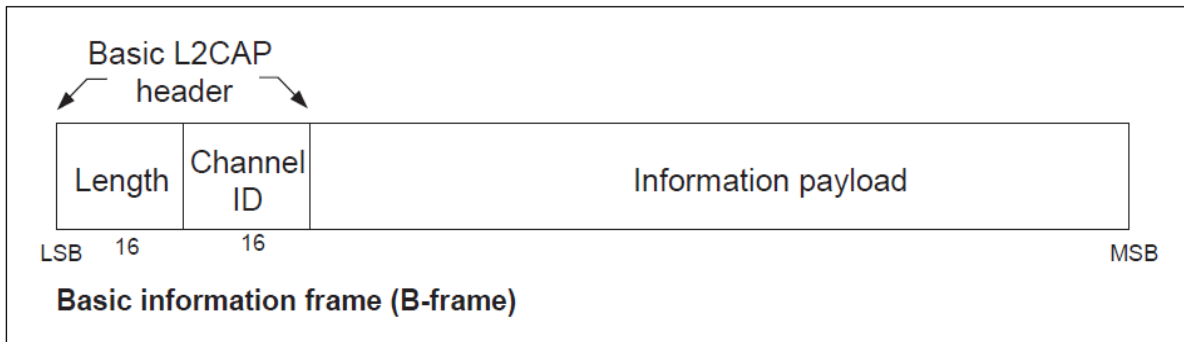 Basic L2CAP
header
Length
Channel
ID
Information payload
LSB
16
16
MSB
Basic information frame (B-frame)